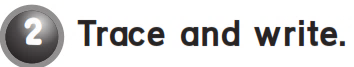 2 Trace and write.